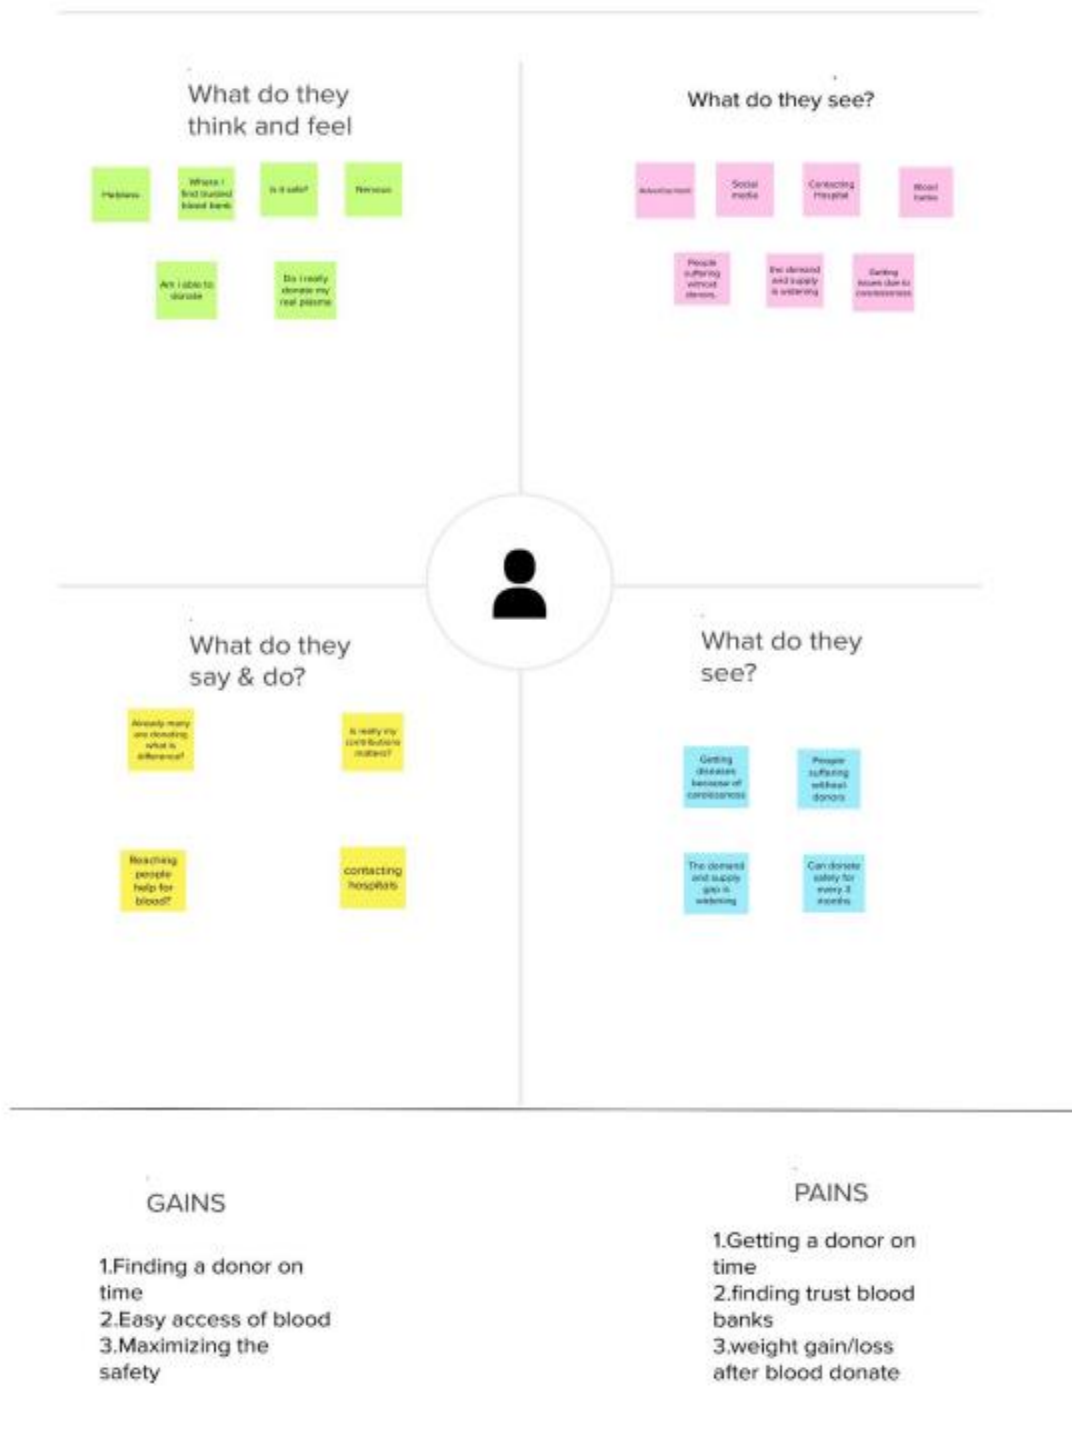 What do they
think and feel
What do they see?
Helpless
Where I
find trusted
blood bank
Is it safe?
Nervous
Am i able to
donate
Do I really
donate my
real plasma
Advertisement
Social
media
Contacting
Hospital
Blood
banks
People
suffering
without
donors.
the demand
and supply
is widening
Getting
issues due to
carelessness
What do they
say & do?
What do they
see?
Already many
are donating
what is
difference?
Is really my
contributions
matters?
Reaching
people
help for
blood?
contacting
hospitals
Getting
diseases
because of
carelessness
People
suffering
without
donors
The demand
and supply
gap is
widening
Can donate
safely for
every 3
months
GAINS
1.Finding a donor on
time
2.Easy access of blood
3.Maximizing the
safety
PAINS
1.Getting a donor on
time
2.finding trust blood
banks
3.weight gain/loss
after blood donate